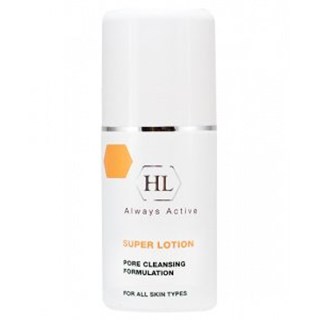 HL
Always Active
SUPER LOTION
PORE CLEANSING
FORMULATION
FOR ALL SKIN TYPES